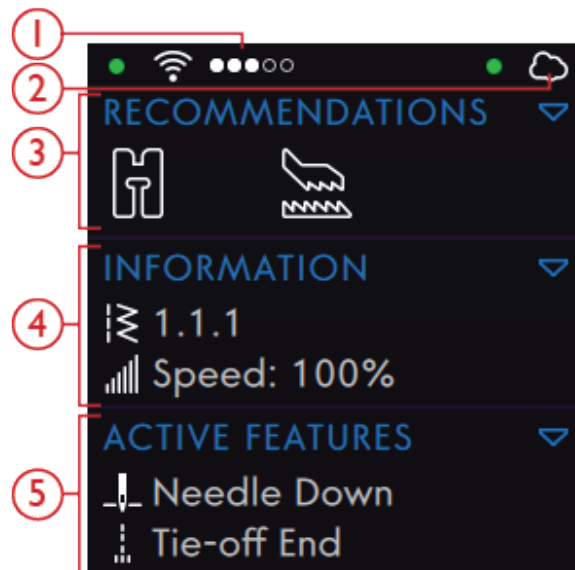 1
2
RECOMMENDATIONS
3
INFORMATION
4
1.1.1
Speed: 100%
ACTIVE FEATURES
5
Needle Down
Tie-off End